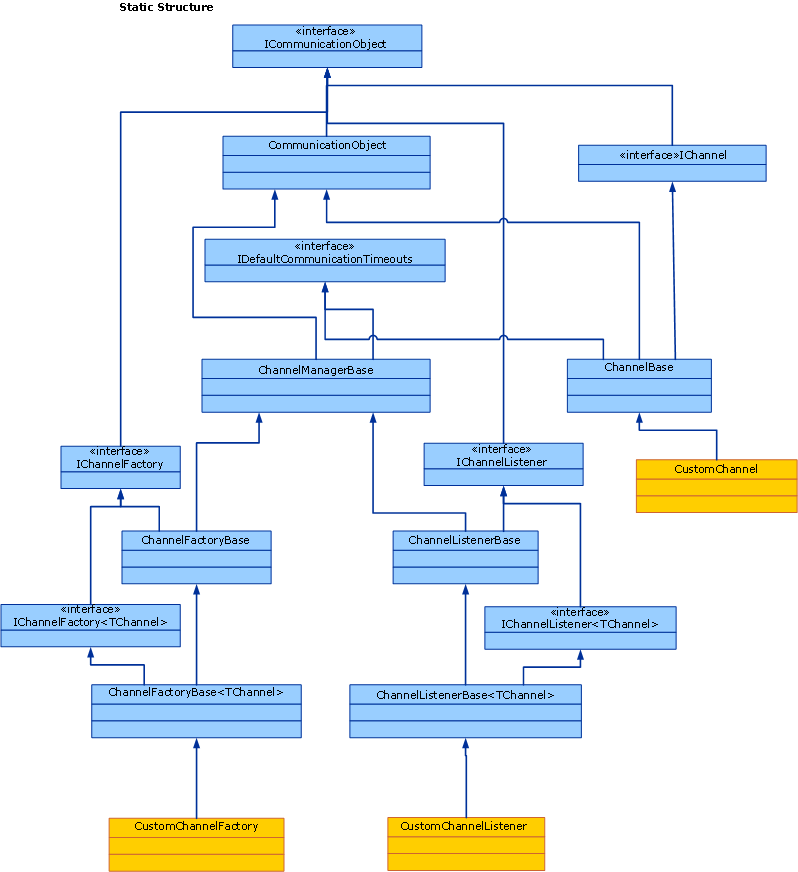 Static Structure
«interface»
ICommunicationObject
CommunicationObject
«interface»IChannel
«interface»
IDefaultCommunicationTimeouts
ChannelManagerBase
ChannelBase
«interface»
IChannelFactory
«interface»
IChannelListener
CustomChannel
ChannelFactoryBase
ChannelListenerBase
«interface»
IChannelFactory<TChannel>
«interface»
IChannelListener<TChannel>
ChannelFactoryBase<TChannel>
ChannelListenerBase<TChannel>
CustomChannelFactory
CustomChannelListener